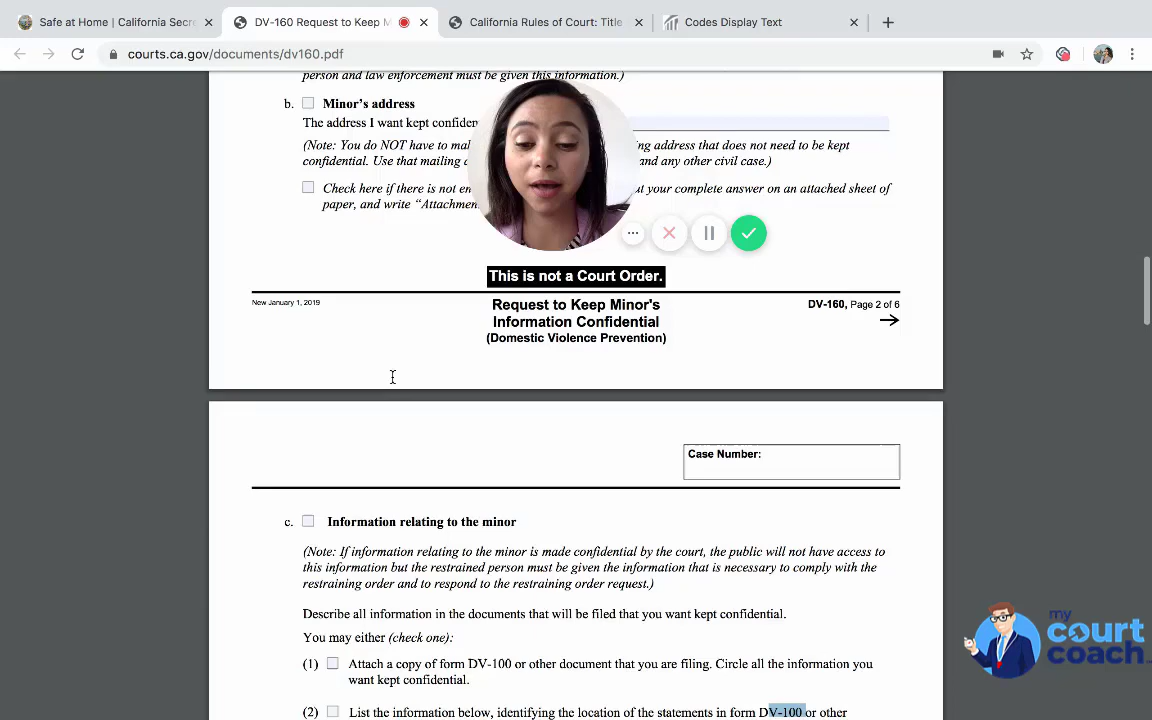 Safe at Home | California Secre
DV-160 Request to Keep M
California Rules of Court: Title
Codes Display Text
courts.ca.gov/documents/dv160.pdf
person and law enforcement must be given this information.)
b. Minor's address
The address I want kept confiden
(Note: You do NOT have to mal ng address that does not need to be kept
confidential. Use that mailing a and any other civil case.)
Check here if there is not en ut your complete answer on an attached sheet of
paper, and write “Attachmen
This is not a Court Order.
New January 1, 2019
Request to Keep Minor's
Information Confidential
(Domestic Violence Prevention)
DV-160, Page 2 of 6
Case Number:
c. Information relating to the minor
(Note: If information relating to the minor is made confidential by the court, the public will not have access to
this information but the restrained person must be given the information that is necessary to comply with the
restraining order and to respond to the restraining order request.)
Describe all information in the documents that will be filed that you want kept confidential.
You may either (check one):
(1) Attach a copy of form DV-100 or other document that you are filing. Circle all the information you
want kept confidential.
(2) List the information below, identifying the location of the statements in form DV-100 or other
my
court
coach